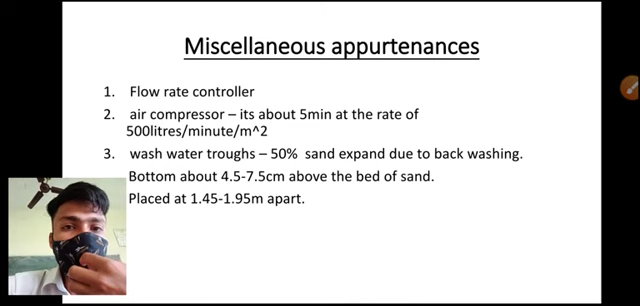 Miscellaneous appurtenances
1. Flow rate controller
2. air compressor – its about 5min at the rate of
500litres/minute/m^2
3. wash water troughs – 50% sand expand due to back washing.
Bottom about 4.5-7.5cm above the bed of sand.
Placed at 1.45-1.95m apart.